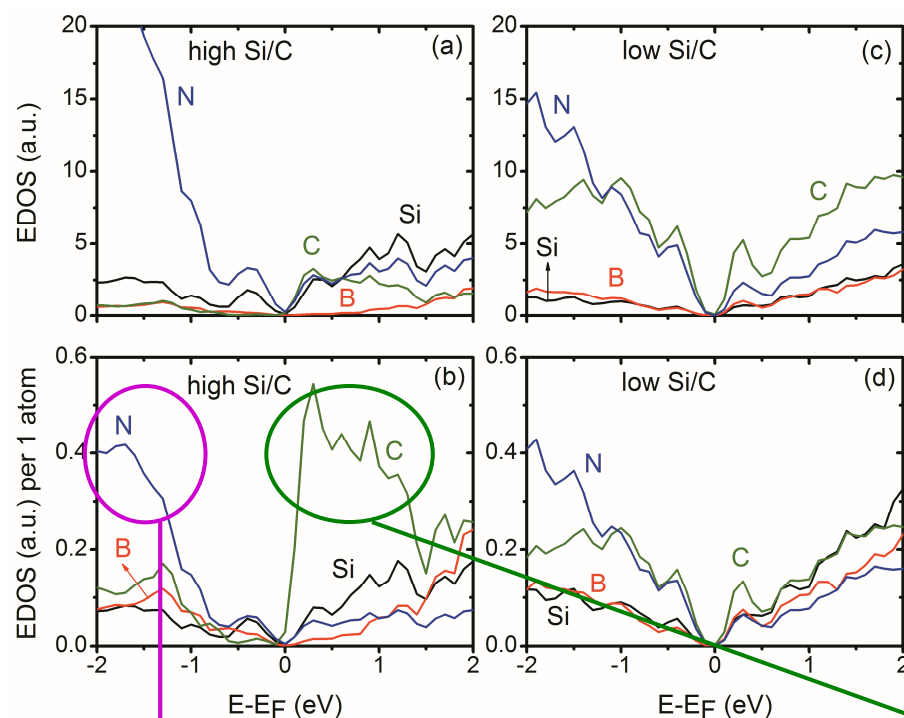 high Si/C
(a)
N
C
Si
B
20
15
10
5
0
EDOS (a.u.)
low Si/C
(c)
N
C
Si
B
high Si/C
(b)
N
B
C
Si
0.6
0.4
0.2
0.0
EDOS (a.u.) per 1 atom
-2 -1 0 1 2
E-E_F (eV)
low Si/C
(d)
N
C
B
Si
-2 -1 0 1 2
E-E_F (eV)